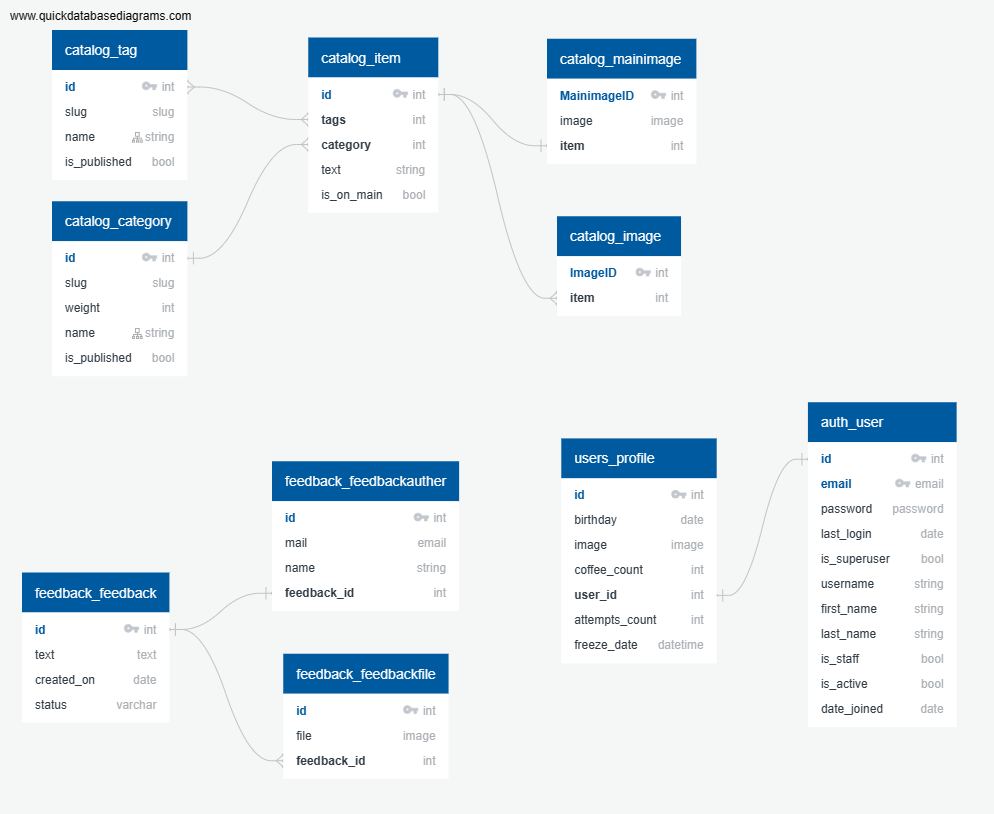 www.quickdatabasediagrams.com
catalog_tag
id int
slug slug
name string
is_published bool
catalog_item
id int
tags int
category int
text string
is_on_main bool
catalog_mainimage
MainimageID int
image image
item int
catalog_category
id int
slug slug
weight int
name string
is_published bool
catalog_image
ImageID int
item int
auth_user
id int
email email
password password
last_login date
is_superuser bool
username string
first_name string
last_name string
is_staff bool
is_active bool
date_joined date
users_profile
id int
birthday date
image image
coffee_count int
user_id int
attempts_count int
freeze_date datetime
feedback_feedbackauther
id int
mail email
name string
feedback_id int
feedback_feedback
id int
text text
created_on date
status varchar
feedback_feedbackfile
id int
file image
feedback_id int